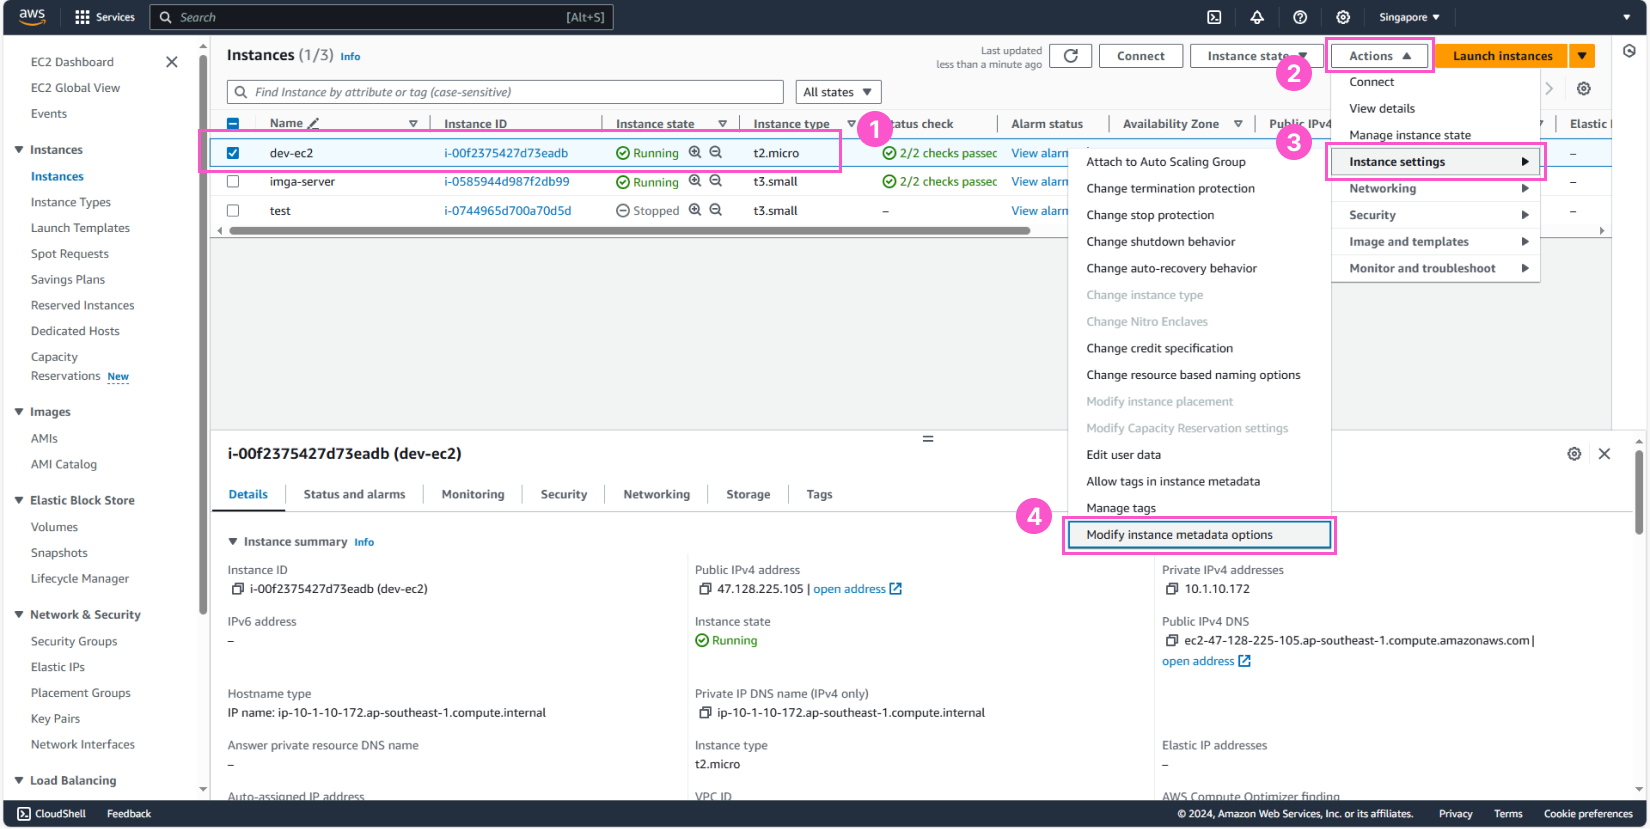 aws
Services
Search
[Alt+S]
Singapore
EC2 Dashboard
EC2 Global View
Events
Instances
Instances
Instance Types
Launch Templates
Spot Requests
Savings Plans
Reserved Instances
Dedicated Hosts
Capacity
Reservations New
Images
AMIs
AMI Catalog
Elastic Block Store
Volumes
Snapshots
Lifecycle Manager
Network & Security
Security Groups
Elastic IPs
Placement Groups
Key Pairs
Network Interfaces
Load Balancing
Instances (1/3) Info
Last updated
less than a minute ago
Connect
Instance state
2
Actions
Launch instances
Find Instance by attribute or tag (case-sensitive)
All states
Name
Instance ID
Instance state
Instance type
1
tatus check
Alarm status
Availability Zone
Public IPv4
Elastic I
dev-ec2
i-00f2375427d73eadb
Running
t2.micro
2/2 checks passec
View alarn
–
imga-server
i-0585944d987f2db99
Running
t3.small
2/2 checks passec
View alarn
–
test
i-0744965d700a70d5d
Stopped
t3.small
–
View alarn
–
Connect
View details
Manage instance state
3
Instance settings
Networking
Security
Image and templates
Monitor and troubleshoot
Attach to Auto Scaling Group
Change termination protection
Change stop protection
Change shutdown behavior
Change auto-recovery behavior
Change instance type
Change Nitro Enclaves
Change credit specification
Change resource based naming options
Modify instance placement
Modify Capacity Reservation settings
Edit user data
Allow tags in instance metadata
Manage tags
4
Modify instance metadata options
i-00f2375427d73eadb (dev-ec2)
Details
Status and alarms
Monitoring
Security
Networking
Storage
Tags
Instance summary Info
Instance ID
i-00f2375427d73eadb (dev-ec2)
Public IPv4 address
47.128.225.105 | open address
Private IPv4 addresses
10.1.10.172
IPv6 address
–
Instance state
Running
Public IPv4 DNS
ec2-47-128-225-105.ap-southeast-1.compute.amazonaws.com |
open address
Hostname type
IP name: ip-10-1-10-172.ap-southeast-1.compute.internal
Private IP DNS name (IPv4 only)
ip-10-1-10-172.ap-southeast-1.compute.internal
Answer private resource DNS name
–
Instance type
t2.micro
Elastic IP addresses
–
Auto-assigned IP address
VPC ID
AWS Compute Optimizer finding
CloudShell
Feedback
© 2024, Amazon Web Services, Inc. or its affiliates.
Privacy
Terms
Cookie preferences